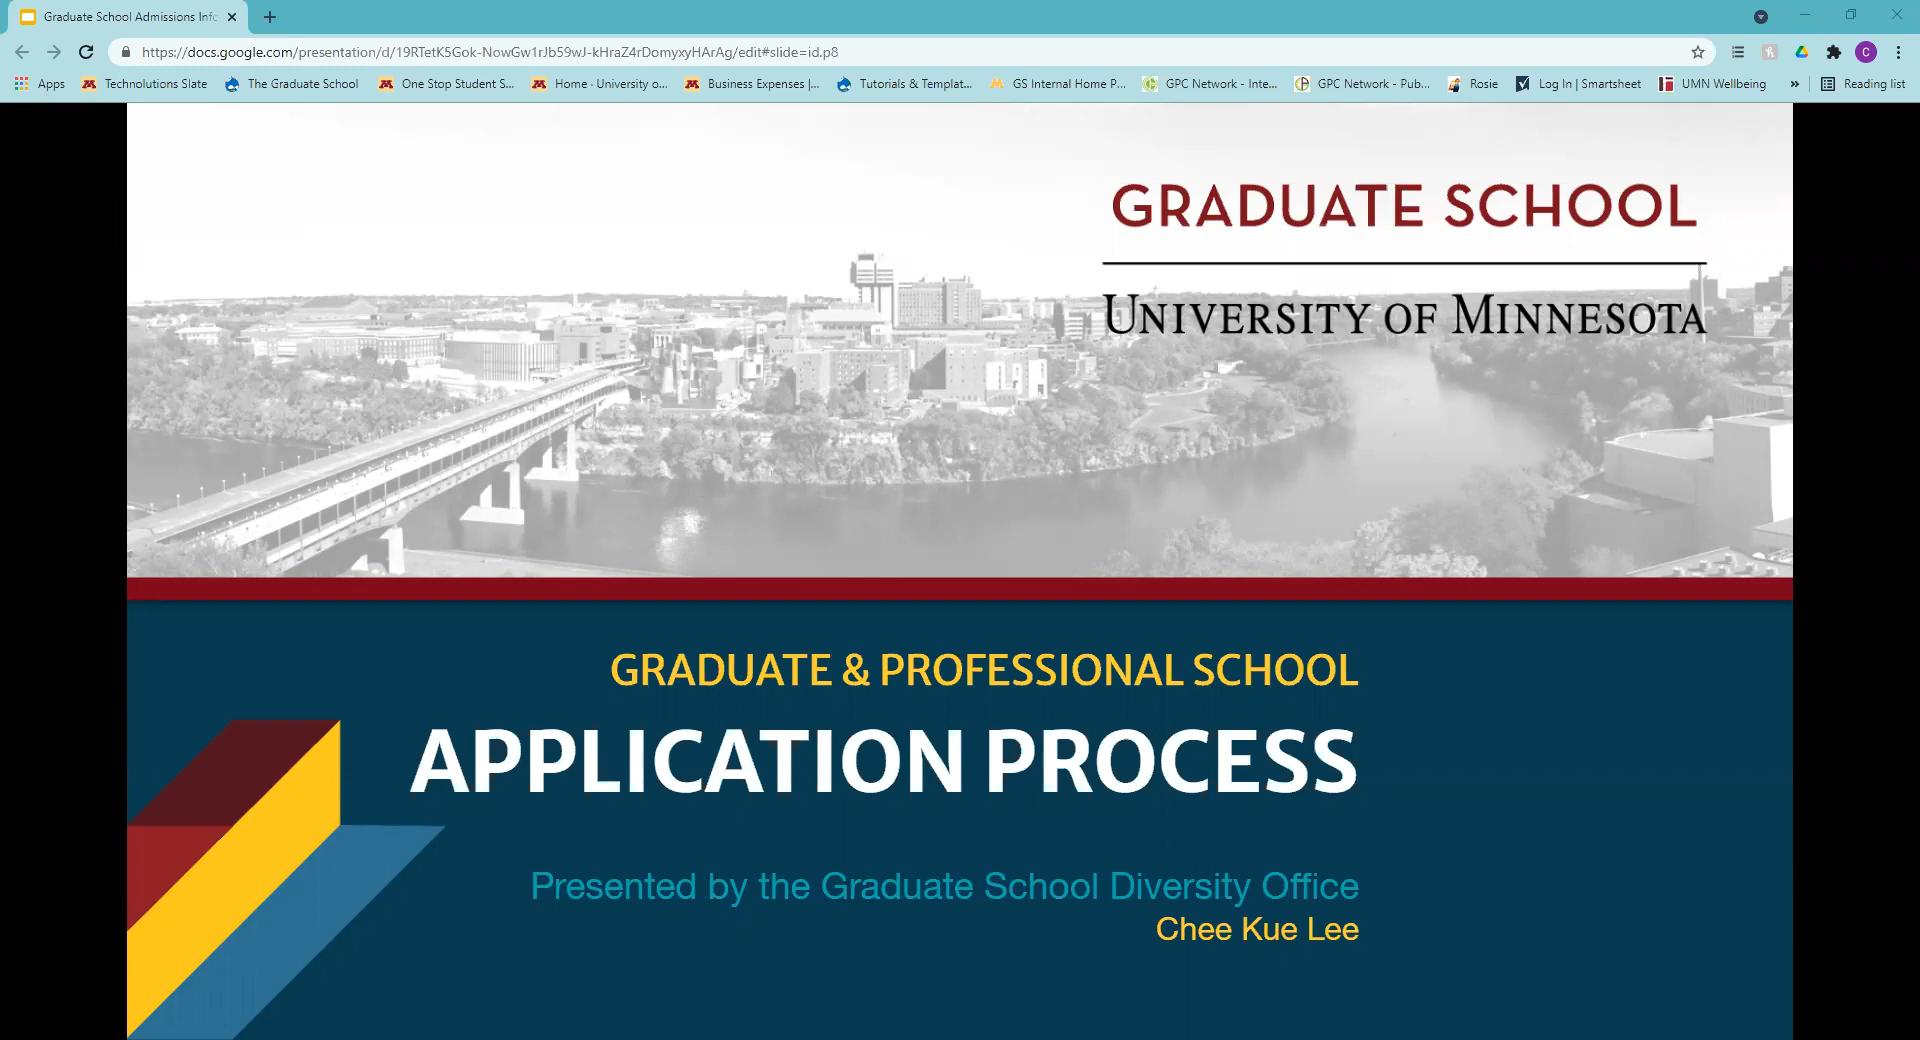 Graduate School Admissions Info
https://docs.google.com/presentation/d/19RTetK5Gok-NowGw1rJb59wJ-kHraZ4rDomyxyHArAg/edit#slide=id.p8
C
Apps Technolutions Slate The Graduate School One Stop Student S... Home - University o... Business Expenses |... Tutorials & Templat... GS Internal Home P... GPC Network - Inte... GPC Network - Pub... Rosie Log In | Smartsheet UMN Wellbeing » Reading list
GRADUATE SCHOOL
UNIVERSITY OF MINNESOTA
GRADUATE & PROFESSIONAL SCHOOL
APPLICATION PROCESS
Presented by the Graduate School Diversity Office
Chee Kue Lee